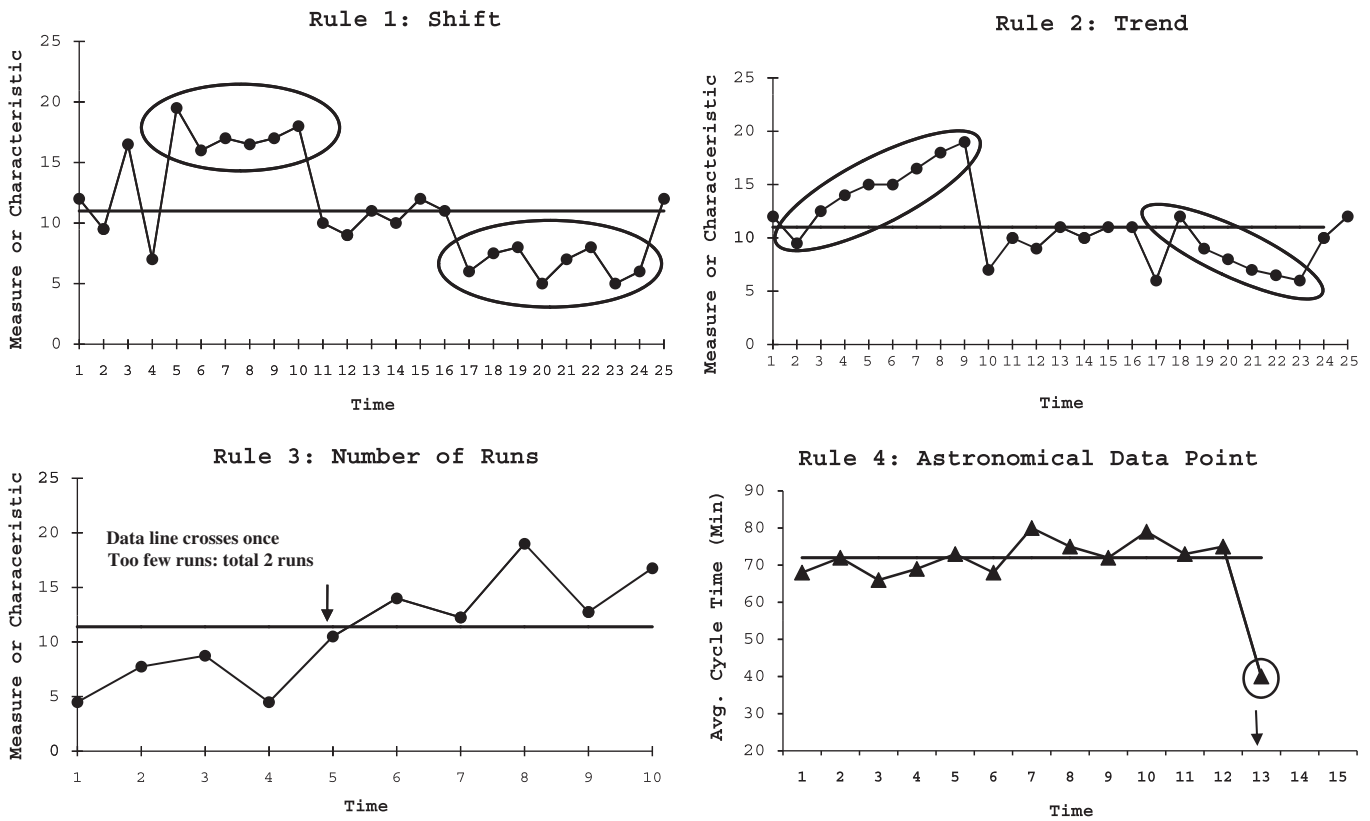 Rule 1: Shift
Measure or Characteristic
25
20
15
10
5
0
1 2 3 4 5 6 7 8 9 10 11 12 13 14 15 16 17 18 19 20 21 22 23 24 25
Time
Rule 2: Trend
Measure or Characteristic
25
20
15
10
5
0
1 2 3 4 5 6 7 8 9 10 11 12 13 14 15 16 17 18 19 20 21 22 23 24 25
Time
Rule 3: Number of Runs
Measure or Characeristic
25
20
15
10
5
0
Data line crosses once
Too few runs: total 2 runs
1 2 3 4 5 6 7 8 9 10
Time
Rule 4: Astronomical Data Point
Avg. Cycle Time (Min)
90
80
70
60
50
40
30
20
1 2 3 4 5 6 7 8 9 10 11 12 13 14 15
Time